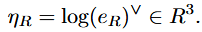 η_R = log(e_R)^∨ ∈ R^3.